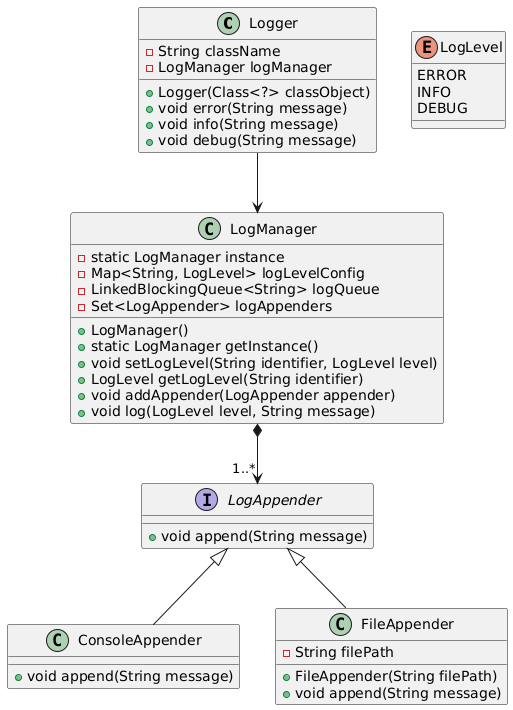 C Logger
String className
LogManager logManager
Logger(Class<?> classObject)
void error(String message)
void info(String message)
void debug(String message)
E LogLevel
ERROR
INFO
DEBUG
C LogManager
static LogManager instance
Map<String, LogLevel> logLevelConfig
LinkedBlockingQueue<String> logQueue
Set<LogAppender> logAppenders
LogManager()
static LogManager getInstance()
void setLogLevel(String identifier, LogLevel level)
LogLevel getLogLevel(String identifier)
void addAppender(LogAppender appender)
void log(LogLevel level, String message)
1..*
I LogAppender
void append(String message)
C ConsoleAppender
void append(String message)
C FileAppender
String filePath
FileAppender(String filePath)
void append(String message)